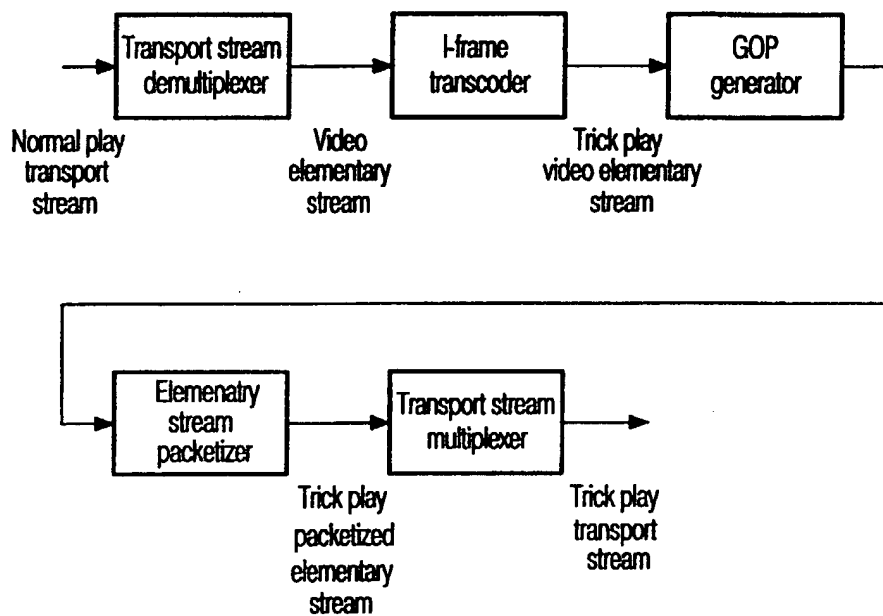 Transport stream
demultiplexer
I-frame
transcoder
GOP
generator
Normal play
transport
stream
Video
elementary
stream
Trick play
video elementary
stream
Elemenatry
stream
packetizer
Transport stream
multiplexer
Trick play
packetized
elementary
stream
Trick play
transport
stream